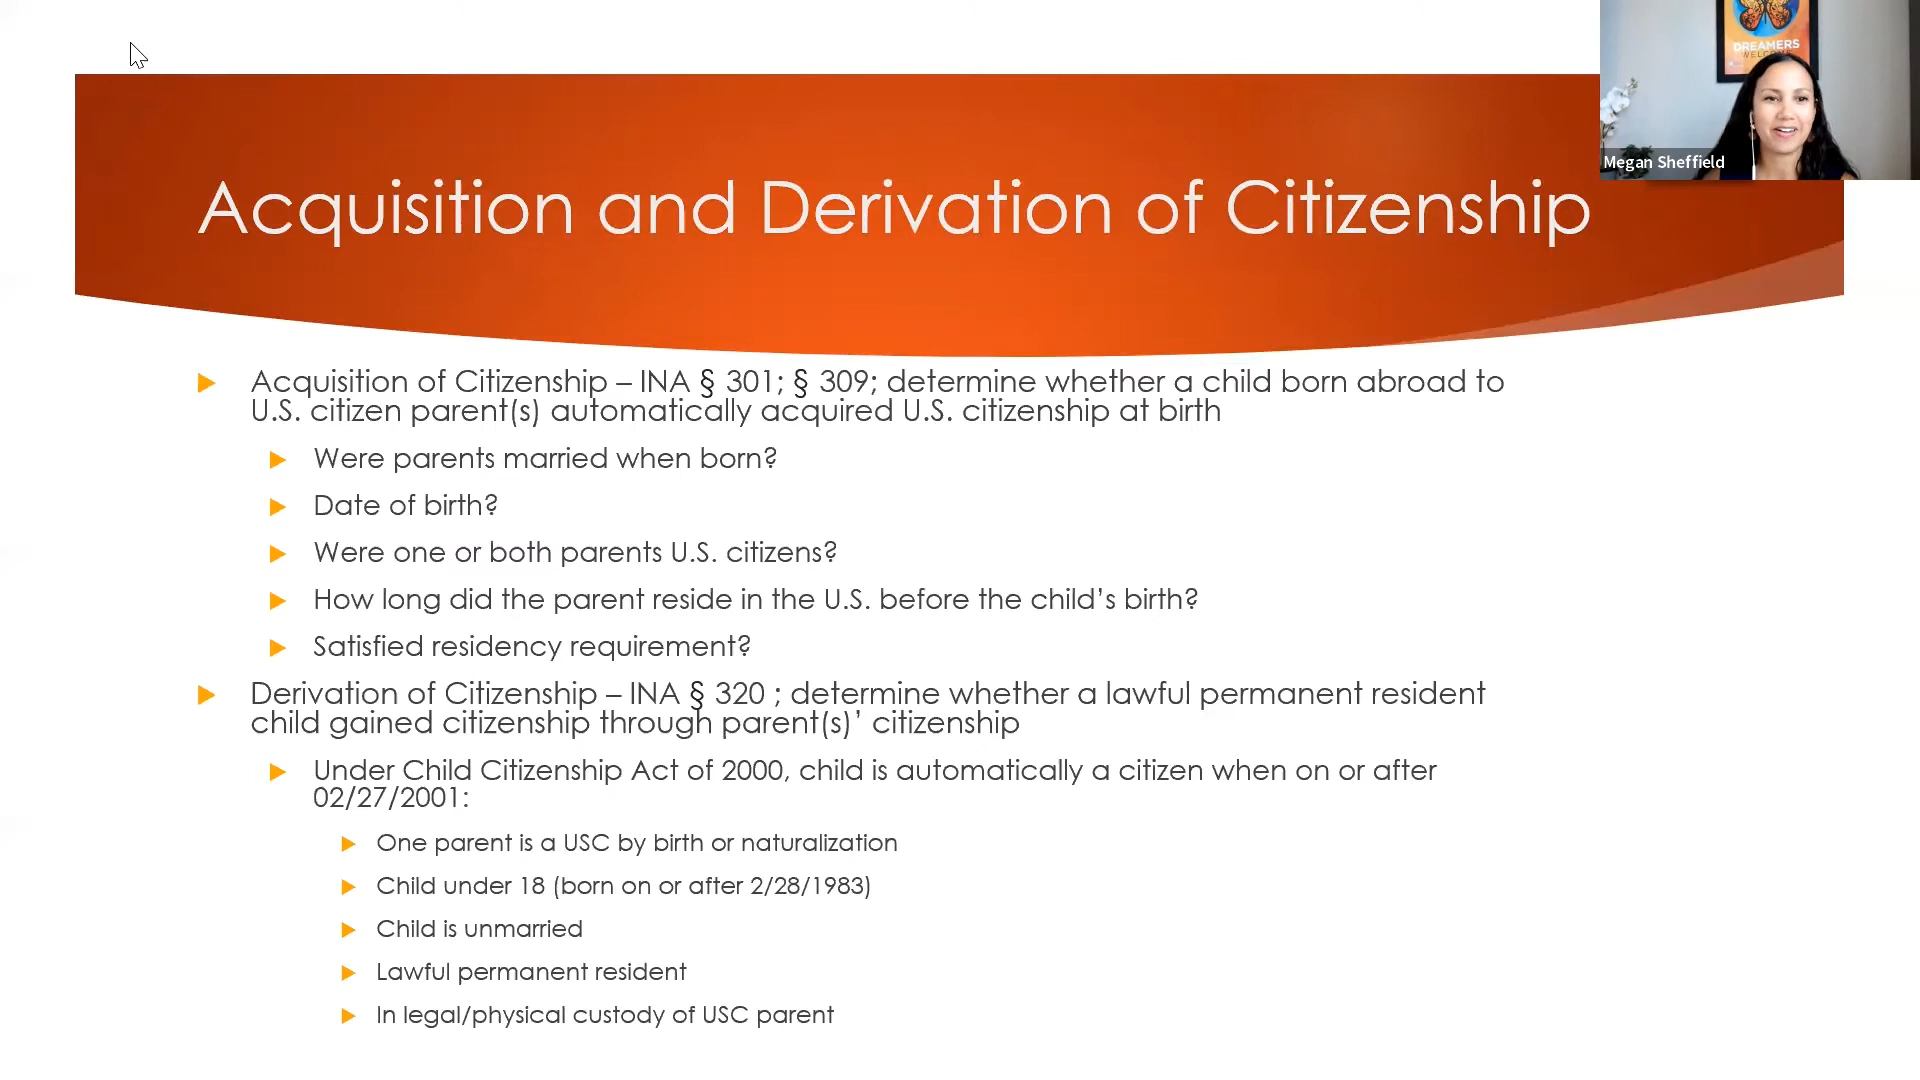 DREAMERS
Megan Sheffield
Acquisition and Derivation of Citizenship
Acquisition of Citizenship – INA § 301; § 309; determine whether a child born abroad to
U.S. citizen parent(s) automatically acquired U.S. citizenship at birth
Were parents married when born?
Date of birth?
Were one or both parents U.S. citizens?
How long did the parent reside in the U.S. before the child’s birth?
Satisfied residency requirement?
Derivation of Citizenship – INA § 320 ; determine whether a lawful permanent resident
child gained citizenship through parent(s)’ citizenship
Under Child Citizenship Act of 2000, child is automatically a citizen when on or after
02/27/2001:
One parent is a USC by birth or naturalization
Child under 18 (born on or after 2/28/1983)
Child is unmarried
Lawful permanent resident
In legal/physical custody of USC parent